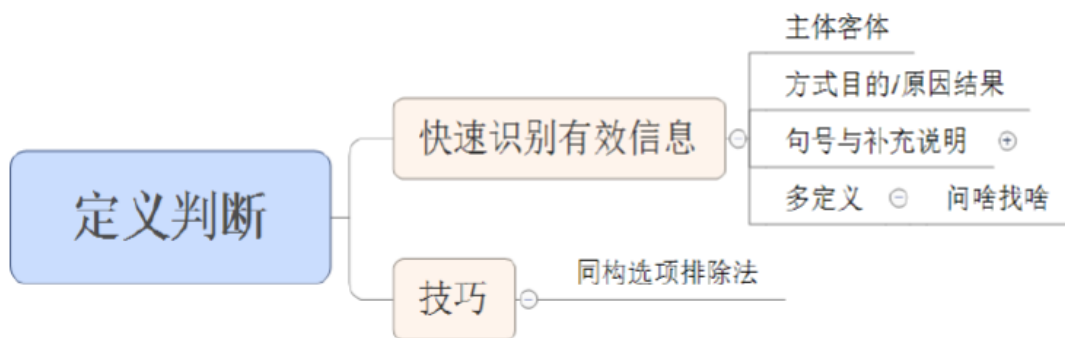 主体客体
方式目的/原因结果
快速识别有效信息
句号与补充说明
多定义 问啥找啥
定义判断
同构选项排除法
技巧